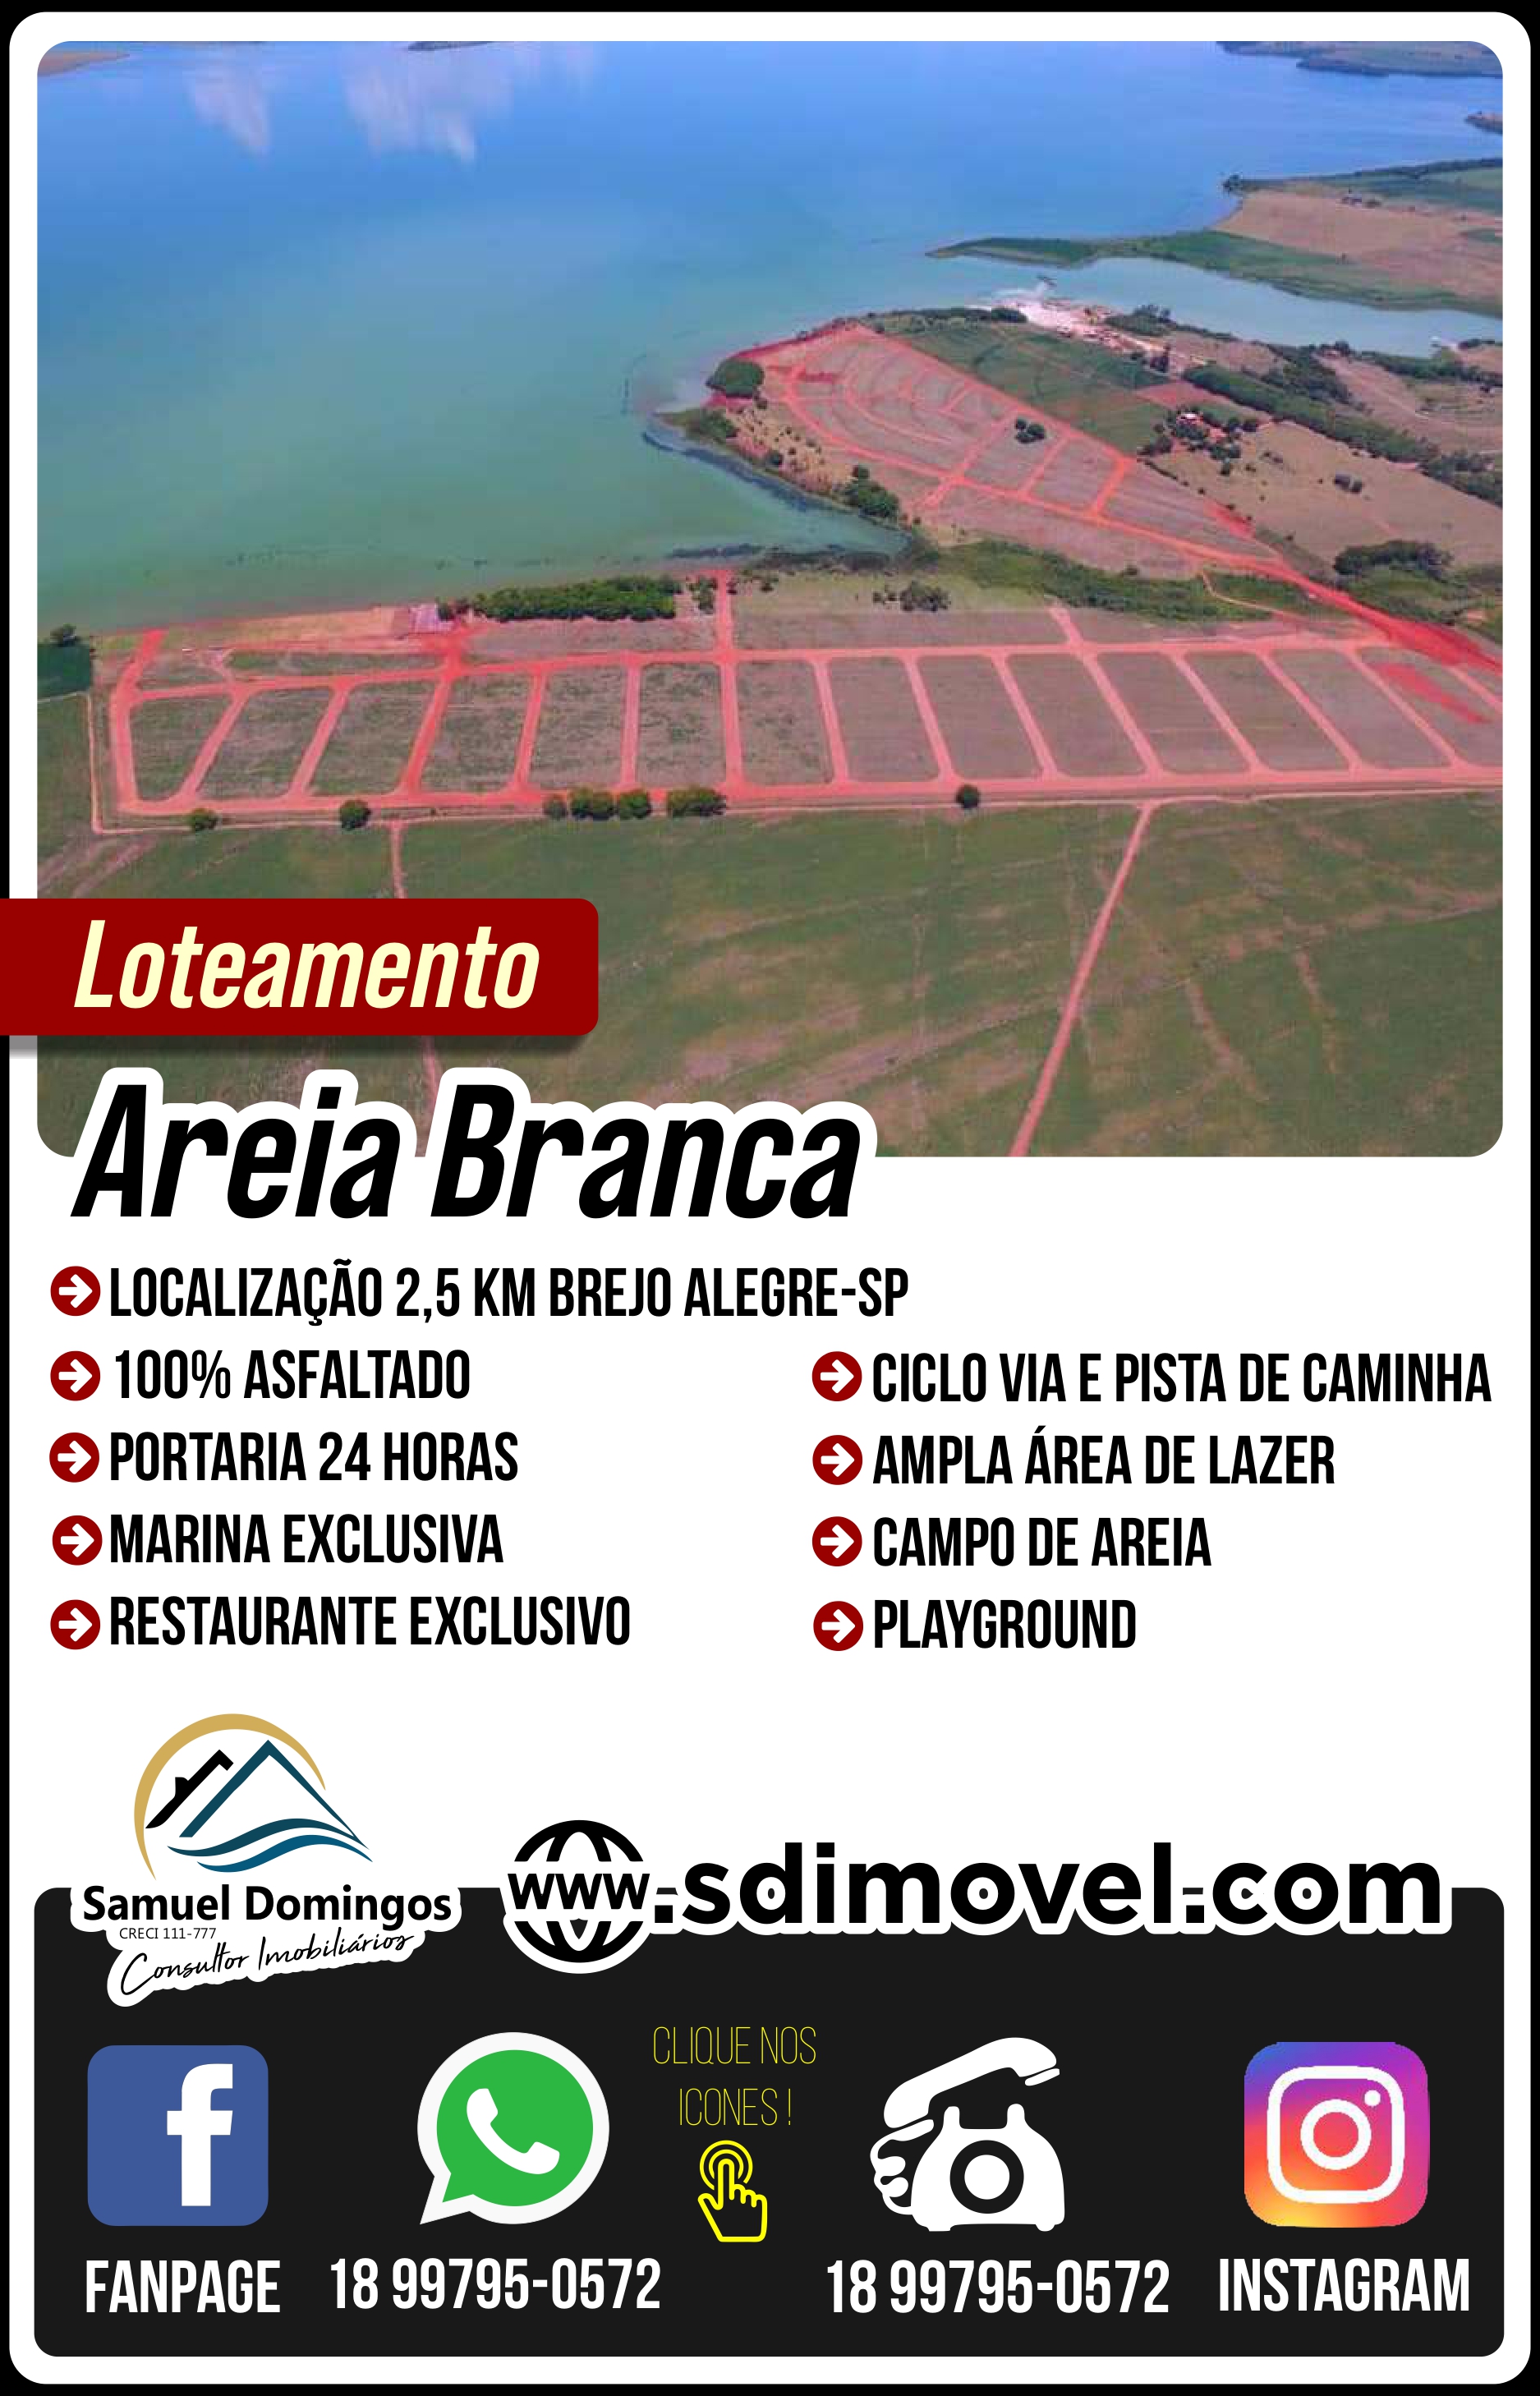 Loteamento
Areia Branca
LOCALIZAÇÃO 2,5 KM BREJO ALEGRE-SP
100% ASFALTADO
PORTARIA 24 HORAS
MARINA EXCLUSIVA
RESTAURANTE EXCLUSIVO
CICLO VIA E PISTA DE CAMINHA
AMPLA ÁREA DE LAZER
CAMPO DE AREIA
PLAYGROUND
Samuel Domingos
CRECI 111-777
Consultor Imobiliários
www.sdimovel.com
CLIQUE NOS
ICONES !
FANPAGE
18 99795-0572
18 99795-0572
INSTAGRAM